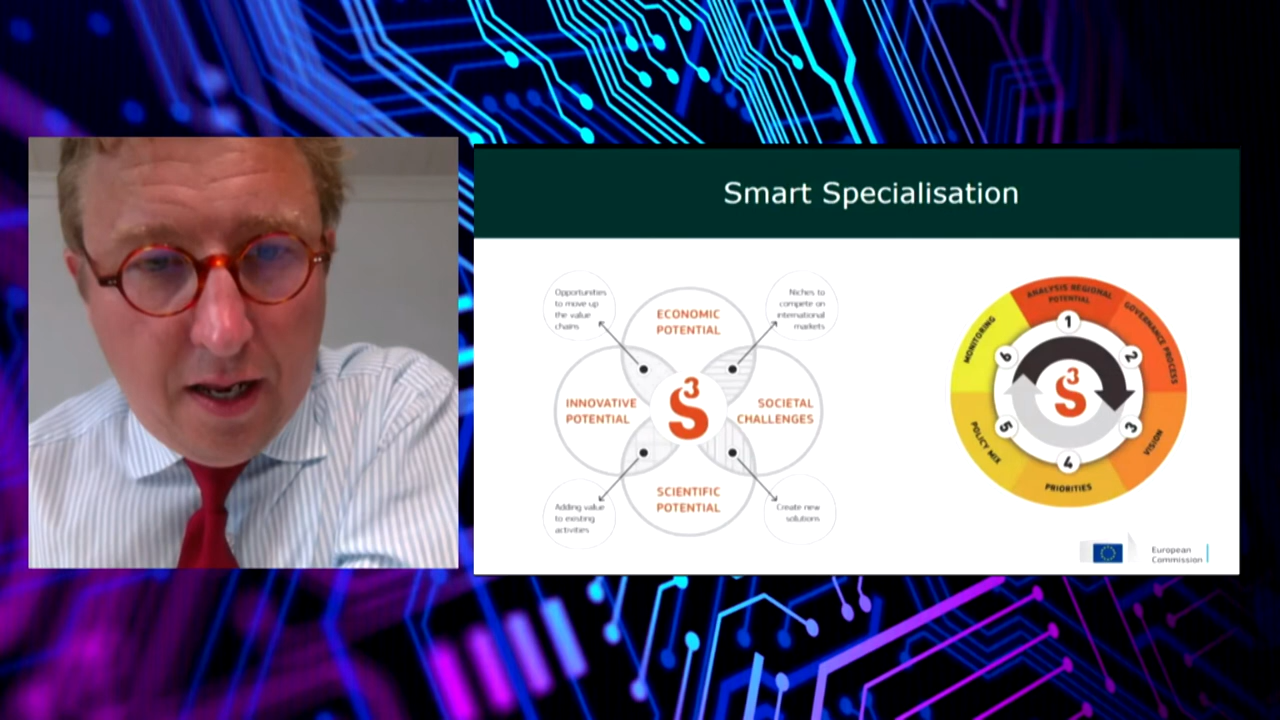 Smart Specialisation
Opportunities
to move up
the value
chains
ECONOMIC
POTENTIAL
Niches to
compete on
international
markets
INNOVATIVE
POTENTIAL
S3
SOCIETAL
CHALLENGES
SCIENTIFIC
POTENTIAL
Adding value
to existing
activities
Create new
solutions
ANALYSIS REGIONAL
POTENTIAL
1
GOVERNANCE PROCESS
2
VISION
3
PRIORITIES
4
POLICY MIX
5
MONITORING
6
S3
European
Commission